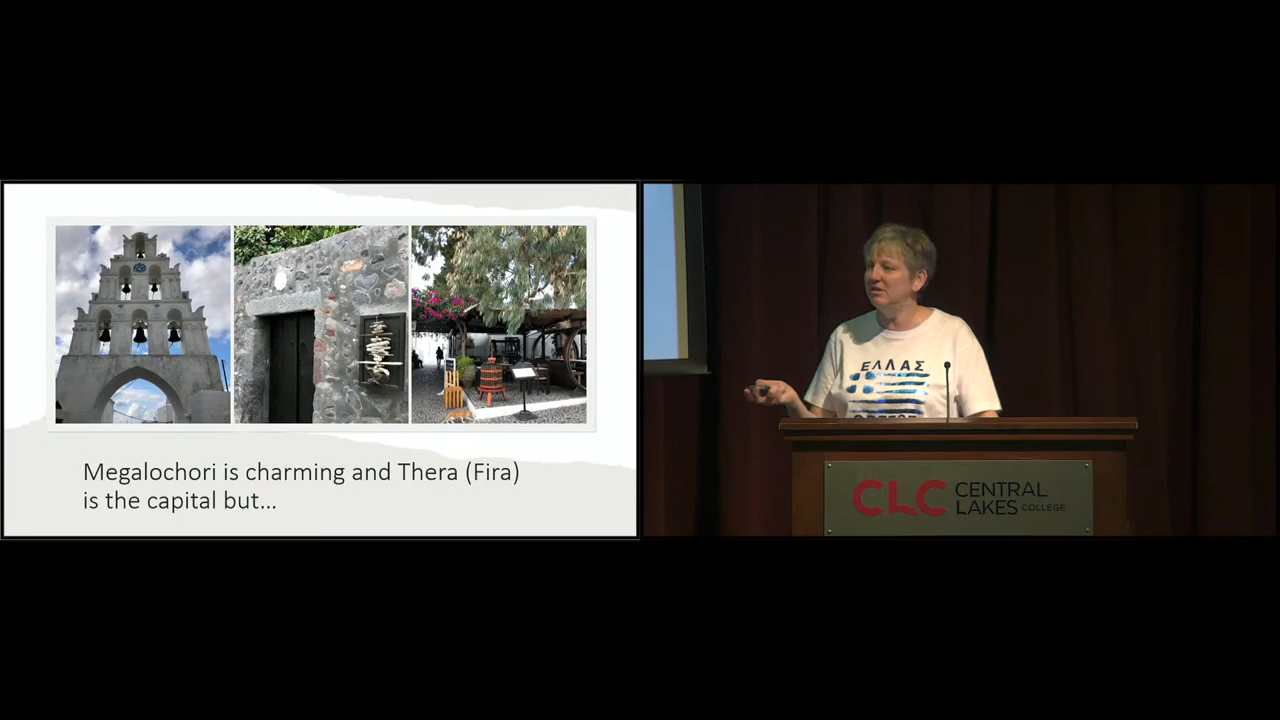 Megalochori is charming and Thera (Fira)
is the capital but...
ΕΛΛΑΣ
CLC CENTRAL
LAKES COLLEGE